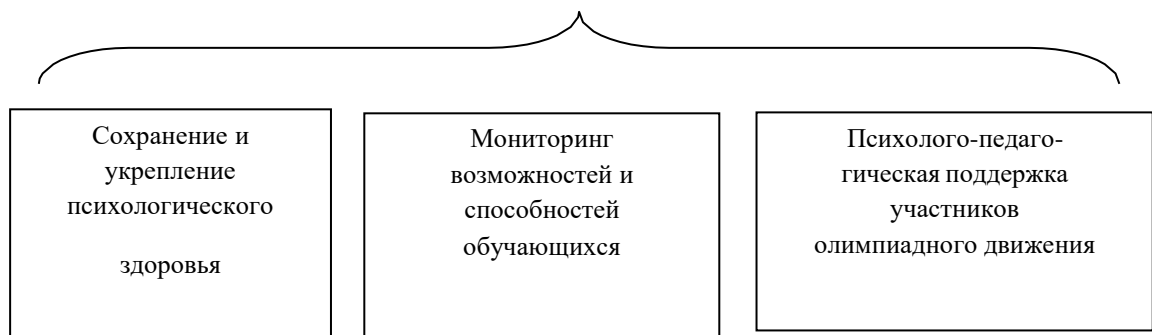 Сохранение и
укрепление
психологического
здоровья
Мониторинг
возможностей и
способностей
обучающихся
Психолого-педаго-
гическая поддержка
участников
олимпиадного движения